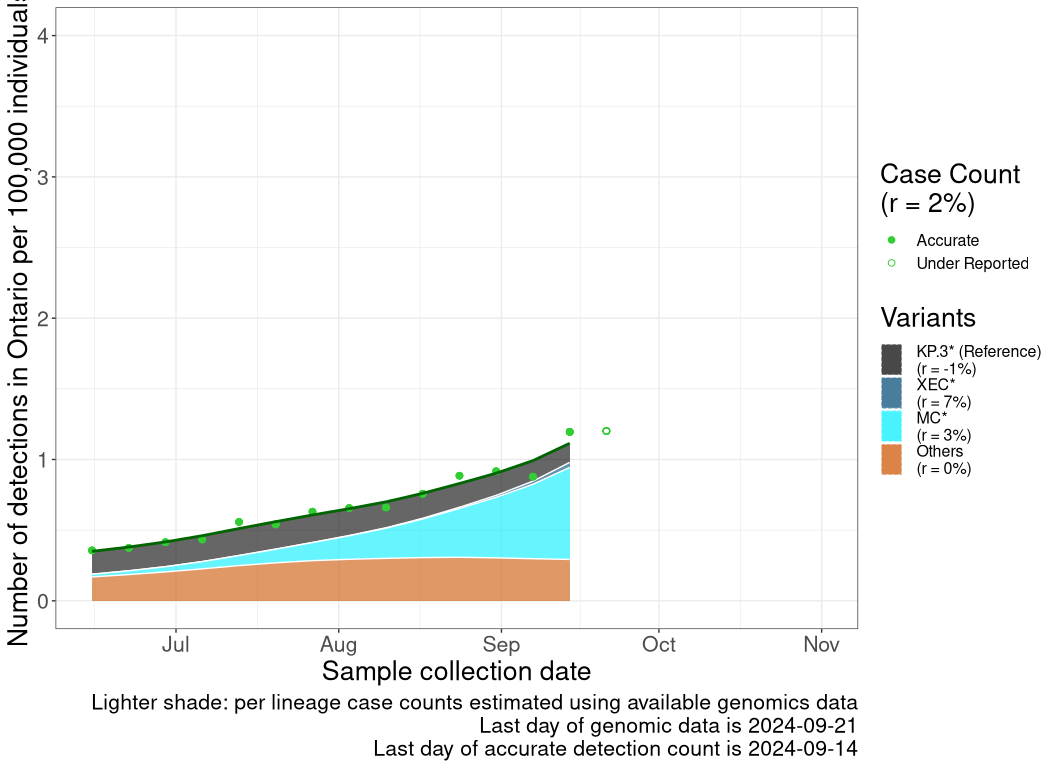 Number of detections in Ontario per 100,000 individuals
4
3
2
1
0
Jul
Aug
Sep
Oct
Nov
Sample collection date
Lighter shade: per lineage case counts estimated using available genomics data
Last day of genomic data is 2024-09-21
Last day of accurate detection count is 2024-09-14
Case Count
(r = 2%)
Accurate
Under Reported
Variants
KP.3* (Reference)
(r = -1%)
XEC*
(r = 7%)
MC*
(r = 3%)
Others
(r = 0%)